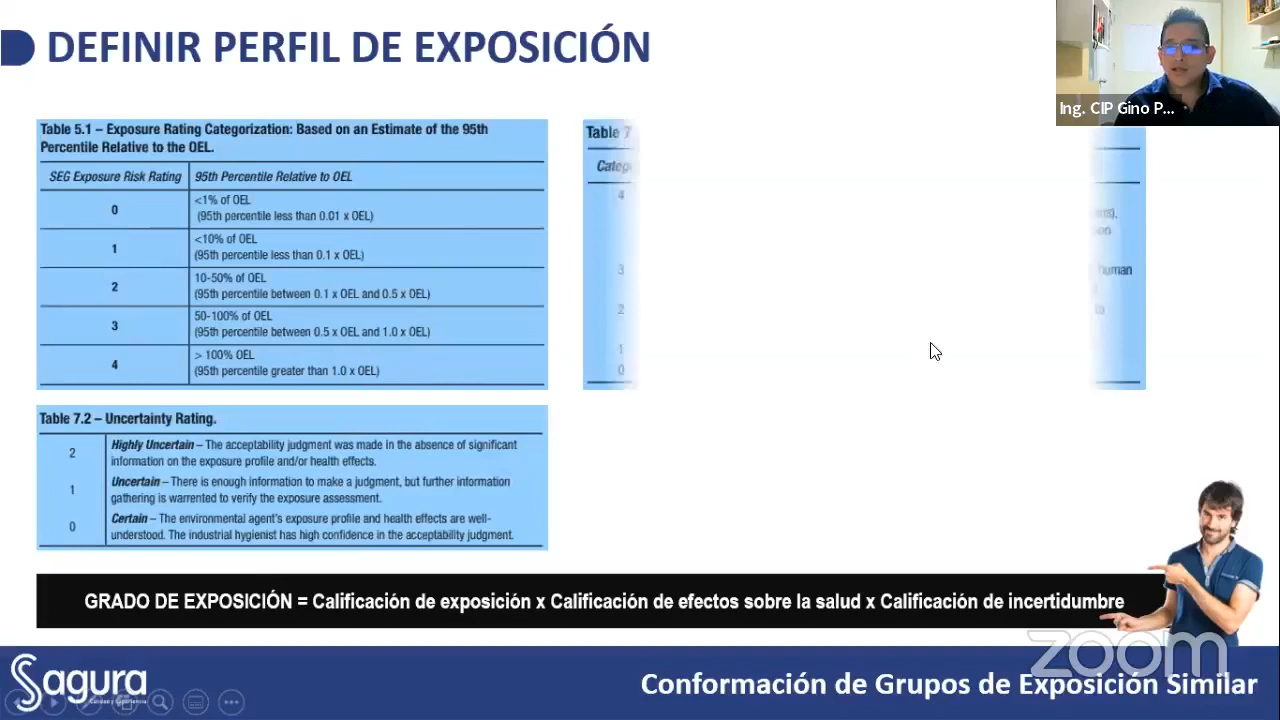 DEFINIR PERFIL DE EXPOSICIÓN
Ing. CIP Gino P...
Table 5.1 – Exposure Rating Categorization: Based on an Estimate of the 95th
Percentile Relative to the OEL.
SEG Exposure Risk Rating 95th Percentile Relative to OEL
0
<1% of OEL
(95th percentile less than 0.01 x OEL)
1
<10% of OEL
(95th percentile less than 0.1 x OEL)
2
10-50% of OEL
(95th percentile between 0.1 x OEL and 0.5 x OEL)
3
50-100% of OEL
(95th percentile between 0.5 x OEL and 1.0 x OEL)
4
> 100% OEL
(95th percentile greater than 1.0 x OEL)
Table 7
4
3 human
2 to
1
0
Table 7.2 – Uncertainty Rating.
2
Highly Uncertain – The acceptability judgment was made in the absence of significant
information on the exposure profile and/or health effects.
1
Uncertain – There is enough information to make a judgment, but further information
gathering is warrented to verify the exposure assessment.
0
Certain – The environmental agent's exposure profile and health effects are well-
understood. The industrial hygienist has high confidence in the acceptability judgment.
GRADO DE EXPOSICIÓN = Calificación de exposición x Calificación de efectos sobre la salud x Calificación de incertidumbre
zoom
Sagura
Conformación de Grupos de Exposición Similar